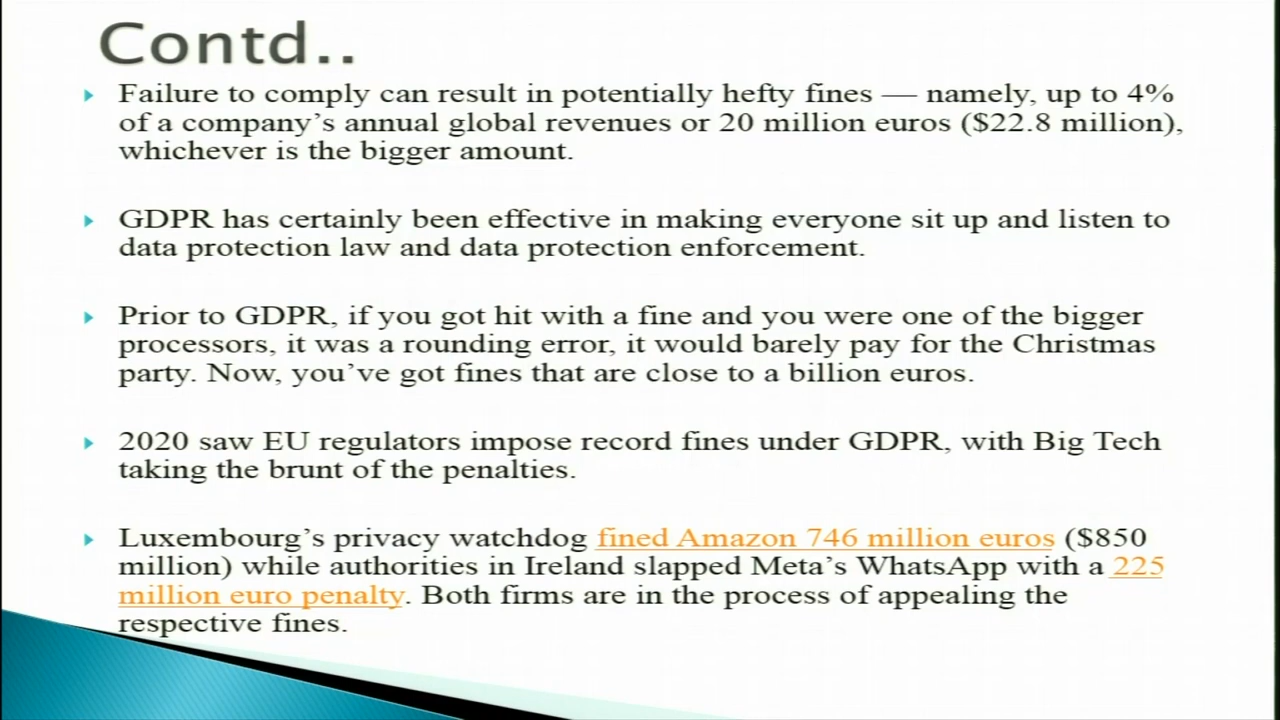 Contd..
Failure to comply can result in potentially hefty fines — namely, up to 4%
of a company's annual global revenues or 20 million euros ($22.8 million),
whichever is the bigger amount.
GDPR has certainly been effective in making everyone sit up and listen to
data protection law and data protection enforcement.
Prior to GDPR, if you got hit with a fine and you were one of the bigger
processors, it was a rounding error, it would barely pay for the Christmas
party. Now, you've got fines that are close to a billion euros.
2020 saw EU regulators impose record fines under GDPR, with Big Tech
taking the brunt of the penalties.
Luxembourg's privacy watchdog fined Amazon 746 million euros ($850
million) while authorities in Ireland slapped Meta's WhatsApp with a 225
million euro penalty. Both firms are in the process of appealing the
respective fines.